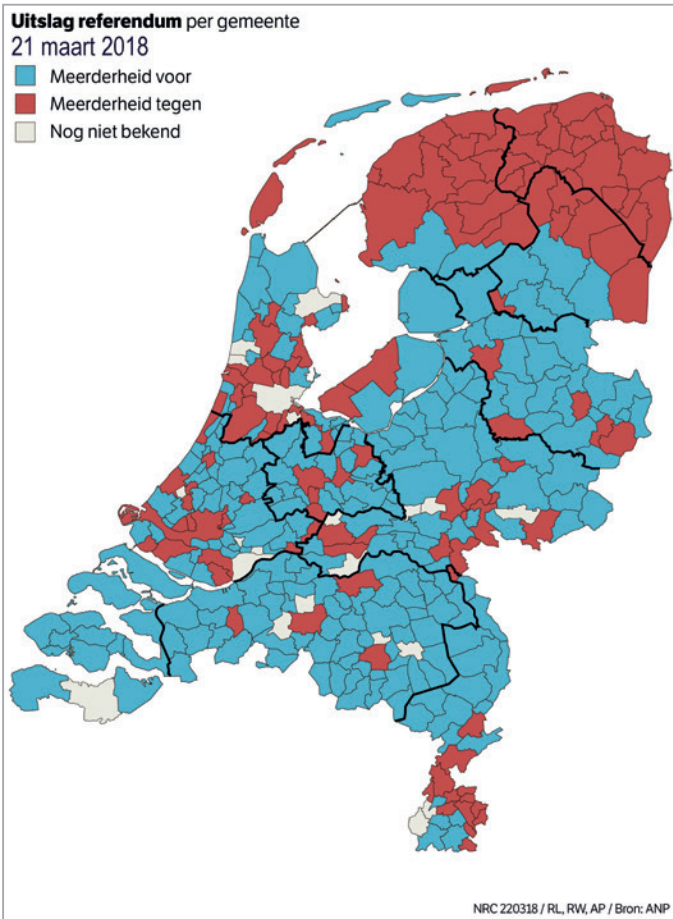 Uitslag referendum per gemeente
21 maart 2018
Meerderheid voor
Meerderheid tegen
Nog niet bekend
NRC 220318 / RL, RW, AP / Bron: ANP